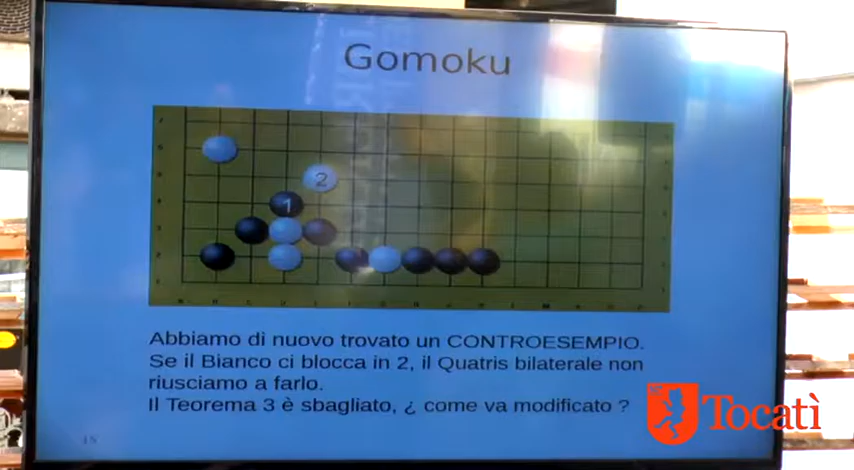 Gomoku
2
1
Abbiamo di nuovo trovato un CONTROESEMPIO.
Se il Bianco ci blocca in 2, il Quatris bilaterale non
riusciamo a farlo.
Il Teorema 3 è sbagliato, ¿ come va modificato ?
Tocatì